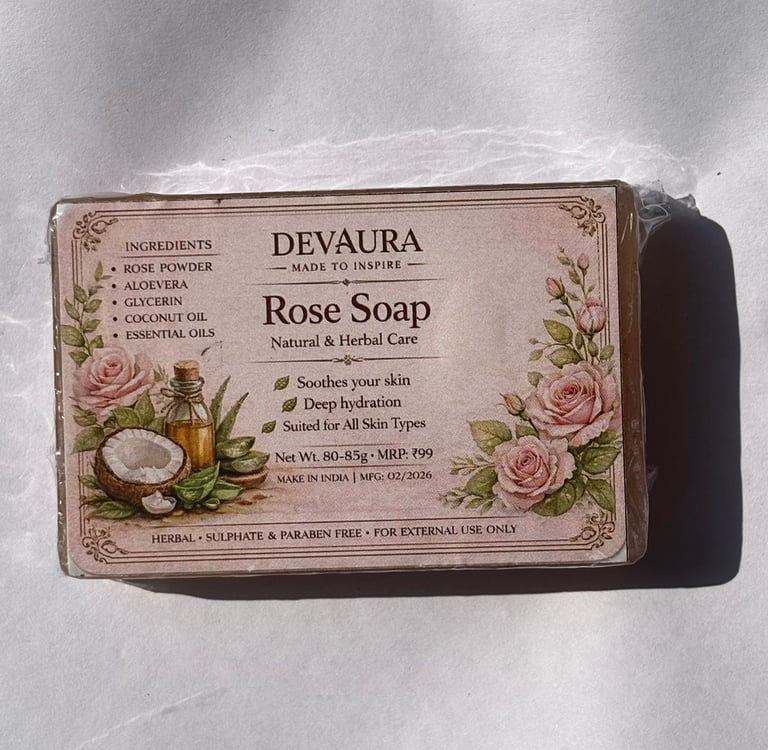 INGREDIENTS
• ROSE POWDER
• ALOEVERA
• GLYCERIN
• COCONUT OIL
• ESSENTIAL OILS
DEVAURA
MADE TO INSPIRE
Rose Soap
Natural & Herbal Care
Soothes your skin
Deep hydration
Suited for All Skin Types
Net Wt. 80-85g • MRP: ₹99
MAKE IN INDIA | MFG: 02/2026
HERBAL • SULPHATE & PARABEN FREE • FOR EXTERNAL USE ONLY